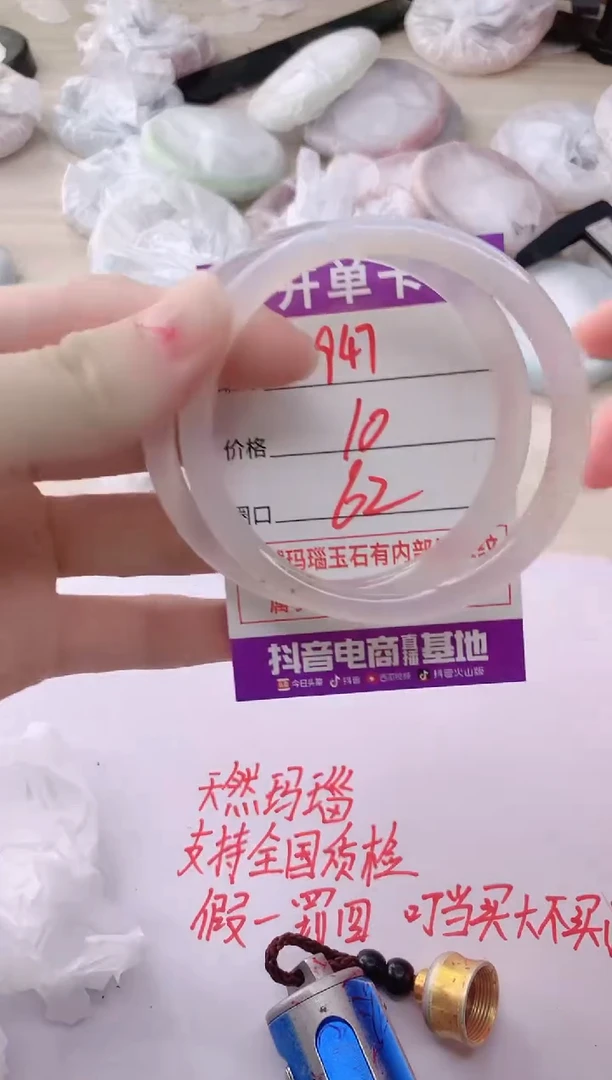 开单卡
947
价格 10
圈口 62
玛瑙玉石有内部
抖音电商直播基地
今日头条 抖音 西瓜视频 抖音火山版
天然玛瑙
支持全国质检
假一罚四 叮当买大不买